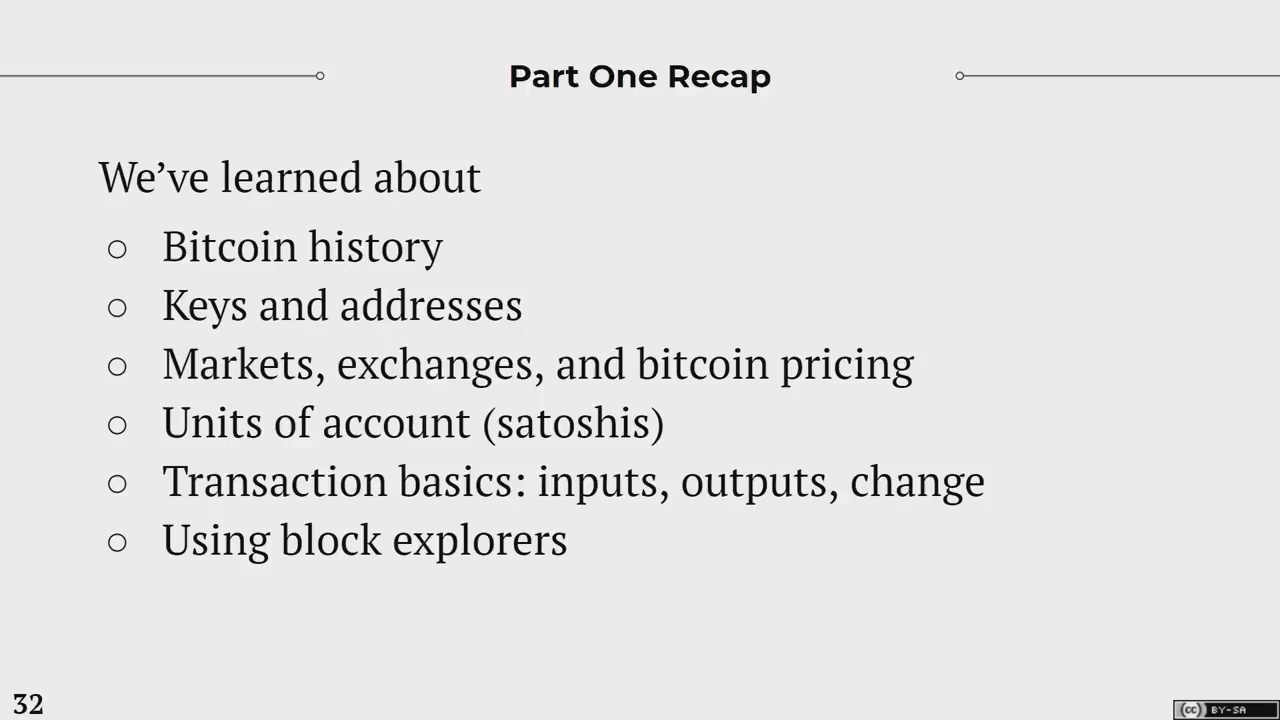 Part One Recap
We’ve learned about
○ Bitcoin history
○ Keys and addresses
○ Markets, exchanges, and bitcoin pricing
○ Units of account (satoshis)
○ Transaction basics: inputs, outputs, change
○ Using block explorers
32
cc BY-SA